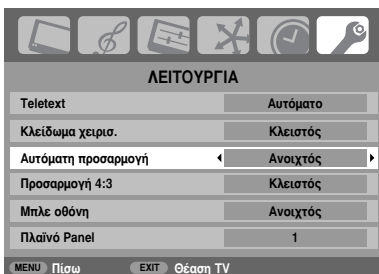 ΛΕΙΤΟΥΡΓΙΑ
Teletext Αυτόματο
Κλείδωμα χειρισ. Κλειστός
Αυτόματη προσαρμογή Ανοιχτός
Προσαρμογή 4:3 Κλειστός
Μπλε οθόνη Ανοιχτός
Πλαϊνό Panel 1
MENU Πίσω EXIT Θέαση TV